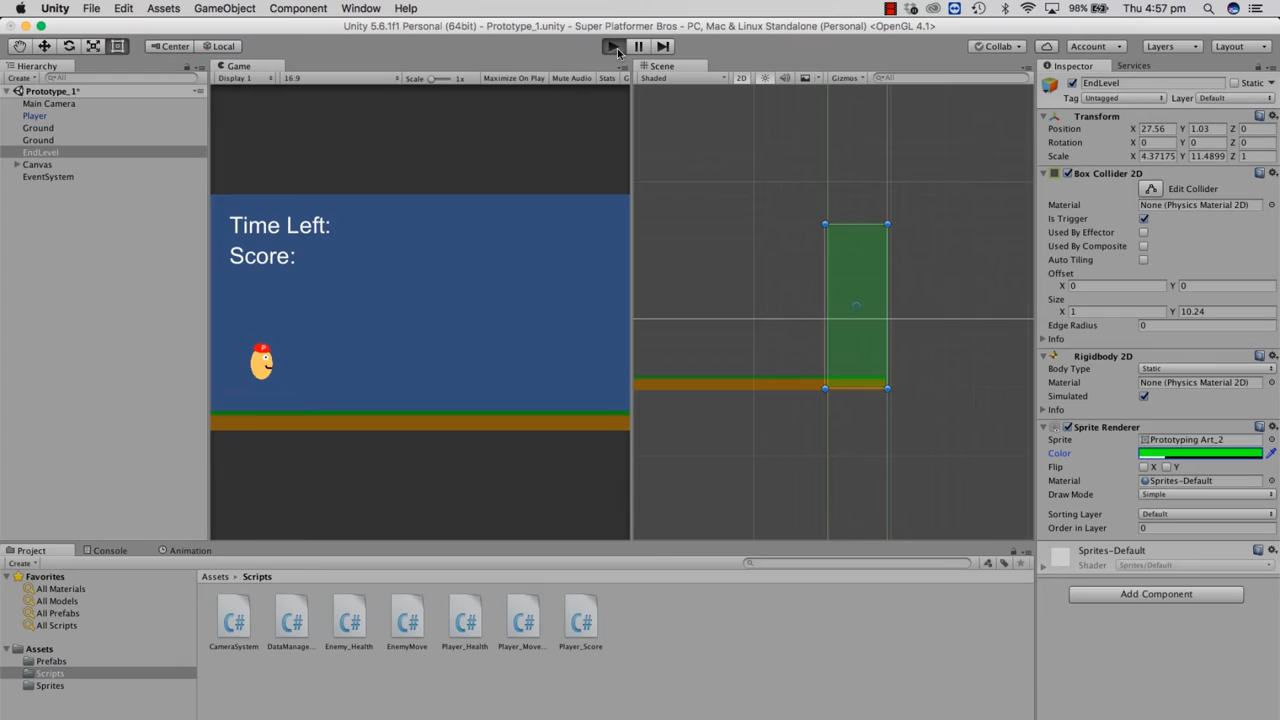 Unity File Edit Assets GameObject Component Window Help 98% Thu 4:57 pm
Unity 5.6.1f1 Personal (64bit) - Prototype_1.unity - Super Platformer Bros - PC, Mac & Linux Standalone (Personal) <OpenGL 4.1>
Center Local Collab Account Layers Layout
Hierarchy Game Scene Inspector Services
Create All Display 1 16:9 Scale 1x Maximize On Play Mute Audio Stats G Shaded 2D Gizmos All EndLevel Static
Prototype_1*
Main Camera
Player
Ground
Ground
EndLevel
Canvas
EventSystem
Time Left:
Score:
P
Tag Untagged Layer Default
Transform
Position X 27.56 Y 1.03 Z 0
Rotation X 0 Y 0 Z 0
Scale X 4.37175 Y 11.4899 Z 1
Box Collider 2D
Edit Collider
Material None (Physics Material 2D)
Is Trigger
Used By Effector
Used By Composite
Auto Tiling
Offset
X 0 Y 0
Size
X 1 Y 10.24
Edge Radius 0
Info
Rigidbody 2D
Body Type Static
Material None (Physics Material 2D)
Simulated
Info
Sprite Renderer
Sprite Prototyping Art_2
Color
Flip X Y
Material Sprites-Default
Draw Mode Simple
Sorting Layer Default
Order in Layer 0
Sprites-Default
Shader Sprites/Default
Add Component
Project Console Animation
Create
Favorites
All Materials
All Models
All Prefabs
All Scripts
Assets
Prefabs
Scripts
Sprites
Assets Scripts
C# C# C# C# C# C# C#
CameraSystem DataManage... Enemy_Health EnemyMove Player_Health Player_Move... Player_Score